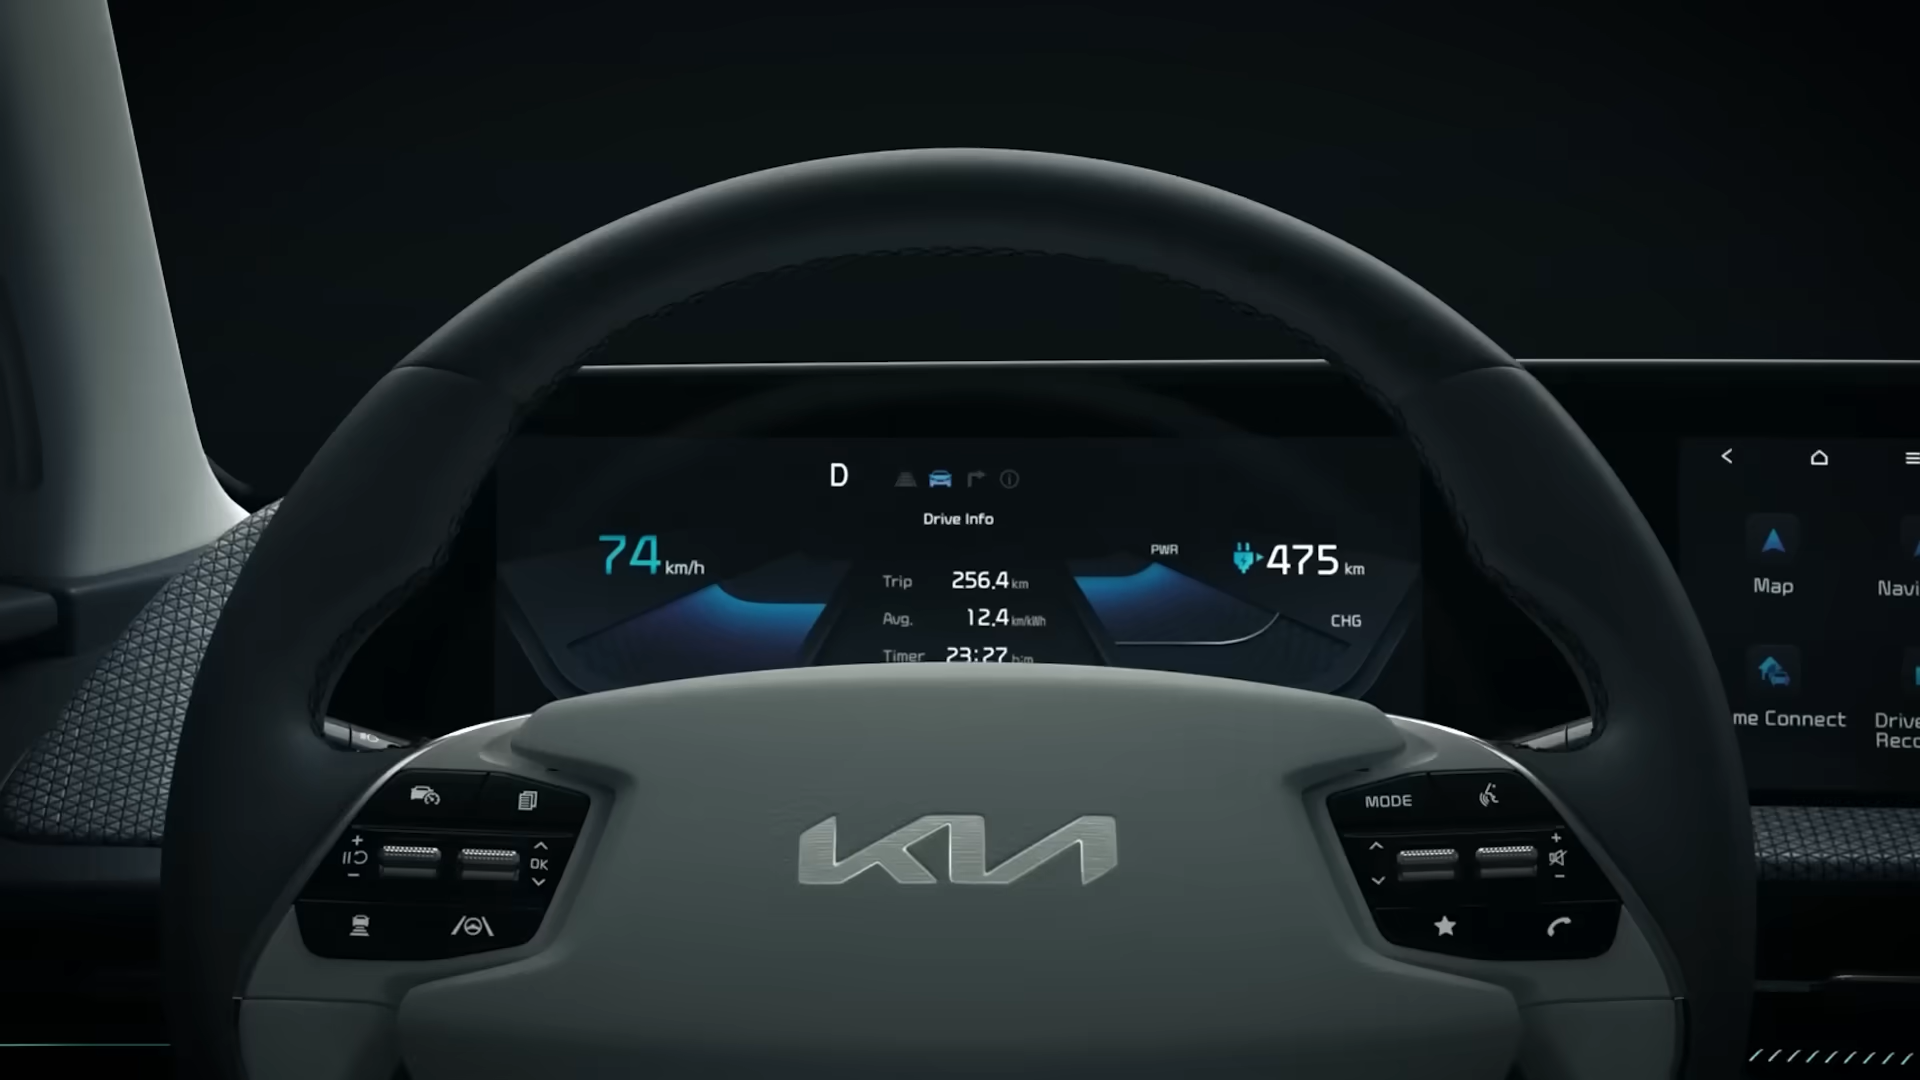 D
Drive Info
74 km/h
PWR
475 km
Trip 256.4 km
Avg. 12.4 km/kWh
CHG
Timer 23:27 h:m
Map
Navi
me Connect
Drive
Reco
MODE
OK
KIA